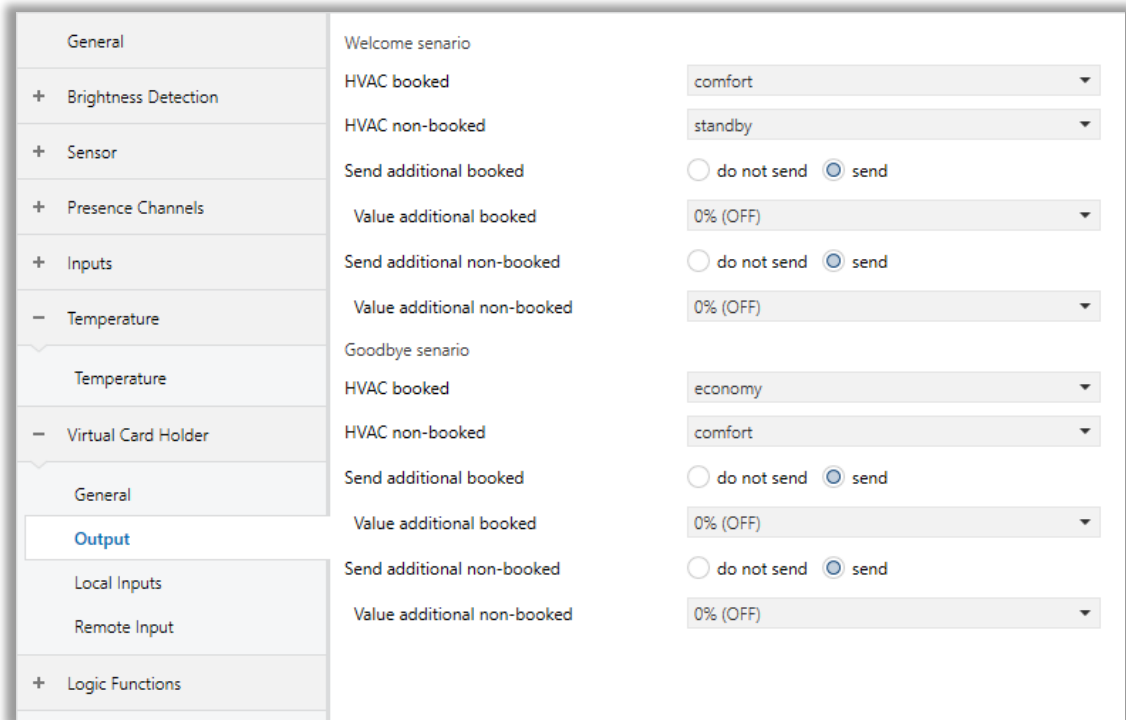 General
+ Brightness Detection
+ Sensor
+ Presence Channels
+ Inputs
− Temperature
Temperature
− Virtual Card Holder
General
Output
Local Inputs
Remote Input
+ Logic Functions
Welcome senario
HVAC booked comfort
HVAC non-booked standby
Send additional booked do not send send
Value additional booked 0% (OFF)
Send additional non-booked do not send send
Value additional non-booked 0% (OFF)
Goodbye senario
HVAC booked economy
HVAC non-booked comfort
Send additional booked do not send send
Value additional booked 0% (OFF)
Send additional non-booked do not send send
Value additional non-booked 0% (OFF)